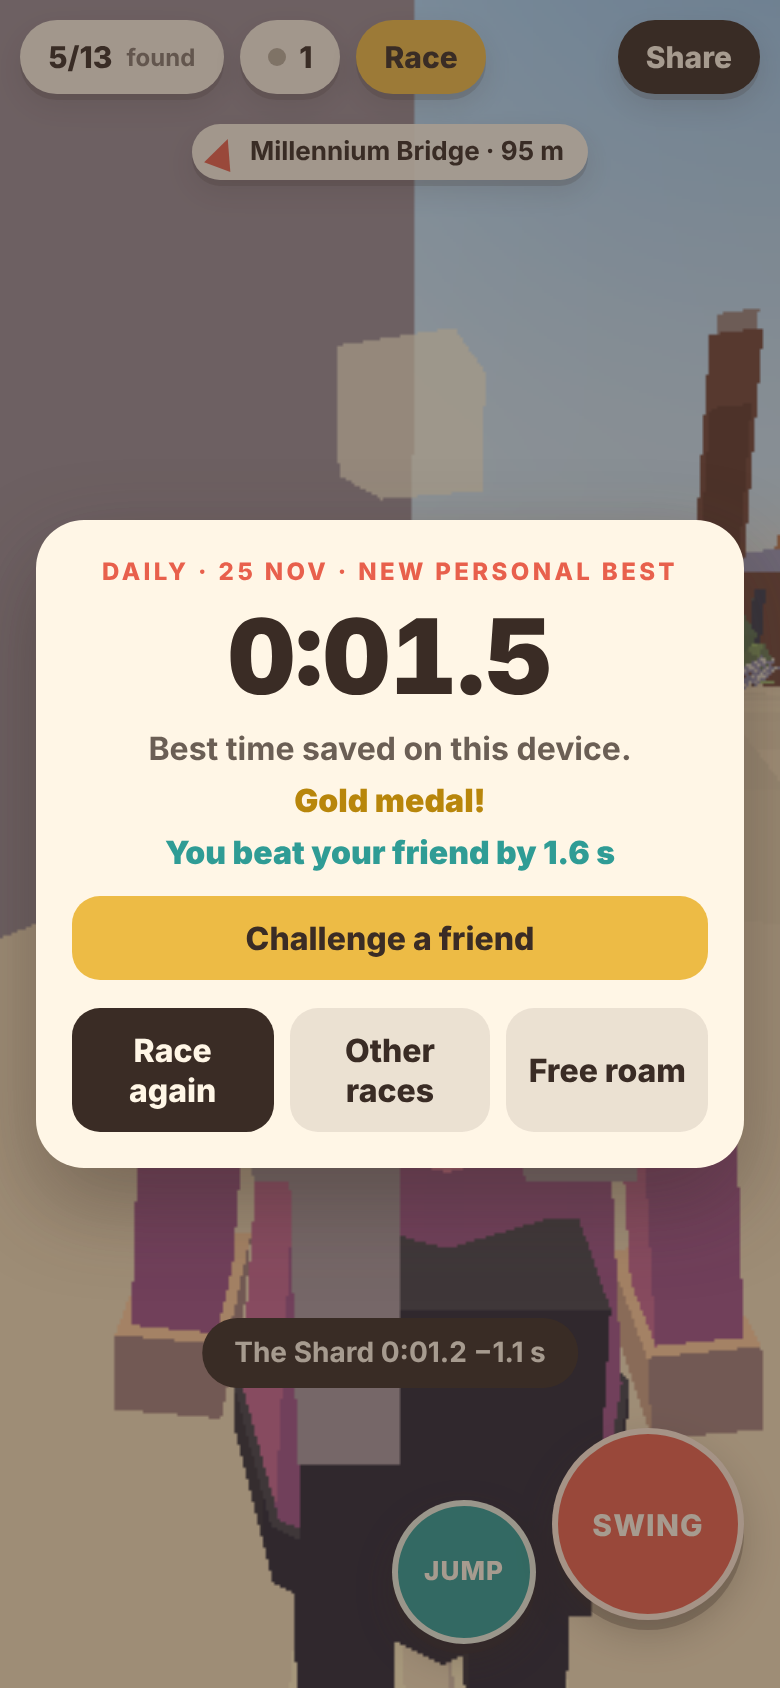 5/13 found
1
Race
Share
Millennium Bridge · 95 m
DAILY · 25 NOV · NEW PERSONAL BEST
0:01.5
Best time saved on this device.
Gold medal!
You beat your friend by 1.6 s
Challenge a friend
Race
again
Other
races
Free roam
The Shard 0:01.2 −1.1 s
SWING
JUMP